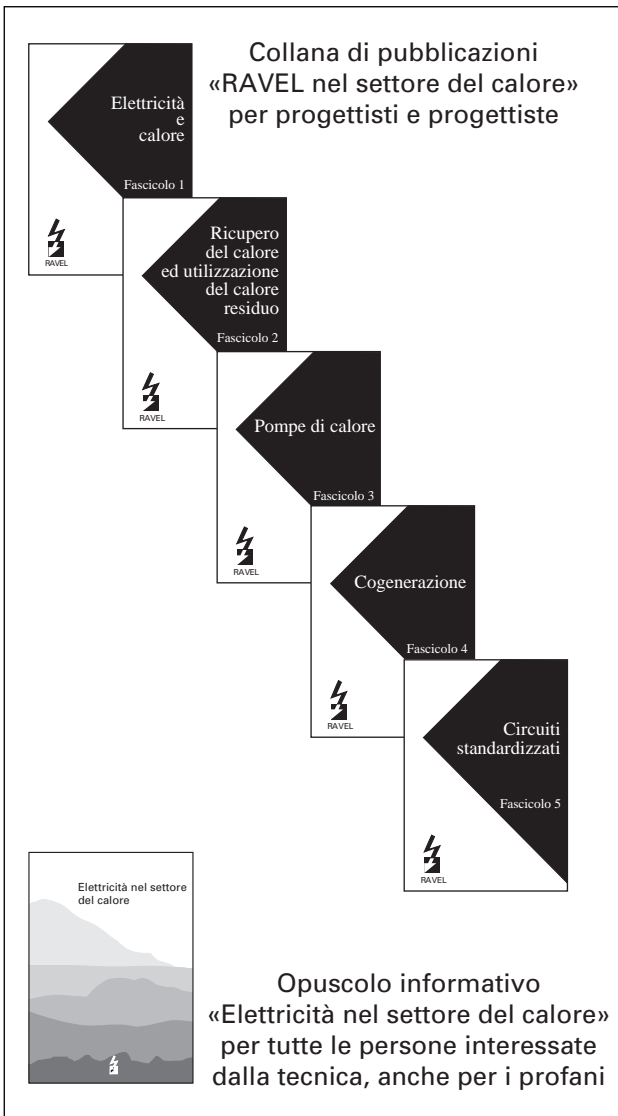 Collana di pubblicazioni
«RAVEL nel settore del calore»
per progettisti e progettiste
Elettricità
e
calore
Fascicolo 1
RAVEL
Ricupero
del calore
ed utilizzazione
del calore
residuo
Fascicolo 2
RAVEL
Pompe di calore
Fascicolo 3
RAVEL
Cogenerazione
Fascicolo 4
RAVEL
Circuiti
standardizzati
Fascicolo 5
RAVEL
Elettricità nel settore
del calore
Opuscolo informativo
«Elettricità nel settore del calore»
per tutte le persone interessate
dalla tecnica, anche per i profani